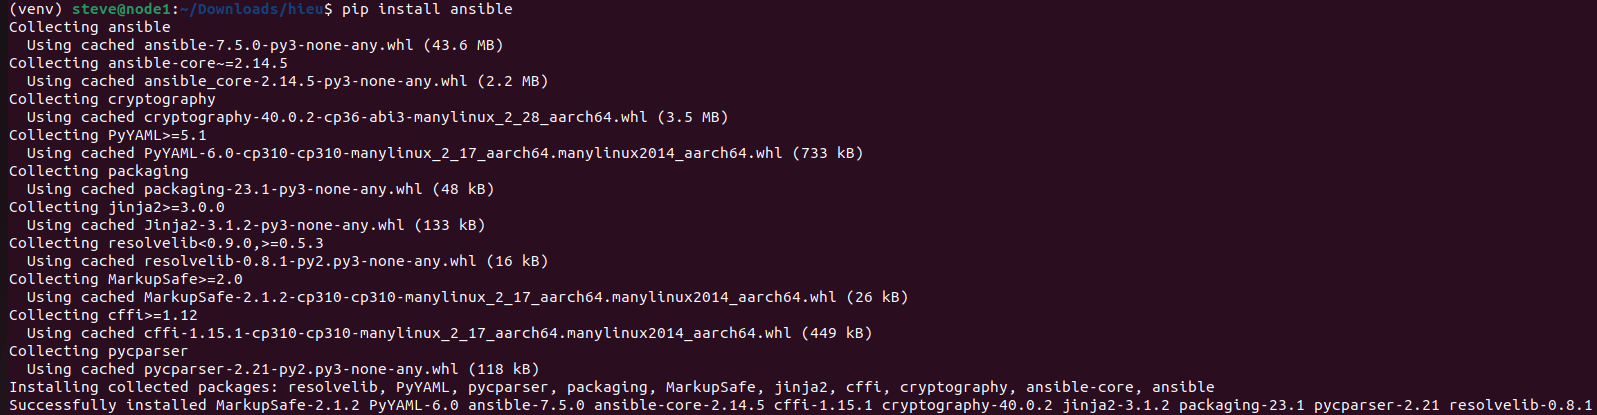 (venv) steve@node1:~/Downloads/hieu$ pip install ansible
Collecting ansible
  Using cached ansible-7.5.0-py3-none-any.whl (43.6 MB)
Collecting ansible-core~=2.14.5
  Using cached ansible_core-2.14.5-py3-none-any.whl (2.2 MB)
Collecting cryptography
  Using cached cryptography-40.0.2-cp36-abi3-manylinux_2_28_aarch64.whl (3.5 MB)
Collecting PyYAML>=5.1
  Using cached PyYAML-6.0-cp310-cp310-manylinux_2_17_aarch64.manylinux2014_aarch64.whl (733 kB)
Collecting packaging
  Using cached packaging-23.1-py3-none-any.whl (48 kB)
Collecting jinja2>=3.0.0
  Using cached Jinja2-3.1.2-py3-none-any.whl (133 kB)
Collecting resolvelib<0.9.0,>=0.5.3
  Using cached resolvelib-0.8.1-py2.py3-none-any.whl (16 kB)
Collecting MarkupSafe>=2.0
  Using cached MarkupSafe-2.1.2-cp310-cp310-manylinux_2_17_aarch64.manylinux2014_aarch64.whl (26 kB)
Collecting cffi>=1.12
  Using cached cffi-1.15.1-cp310-cp310-manylinux_2_17_aarch64.manylinux2014_aarch64.whl (449 kB)
Collecting pycparser
  Using cached pycparser-2.21-py2.py3-none-any.whl (118 kB)
Installing collected packages: resolvelib, PyYAML, pycparser, packaging, MarkupSafe, jinja2, cffi, cryptography, ansible-core, ansible
Successfully installed MarkupSafe-2.1.2 PyYAML-6.0 ansible-7.5.0 ansible-core-2.14.5 cffi-1.15.1 cryptography-40.0.2 jinja2-3.1.2 packaging-23.1 pycparser-2.21 resolvelib-0.8.1